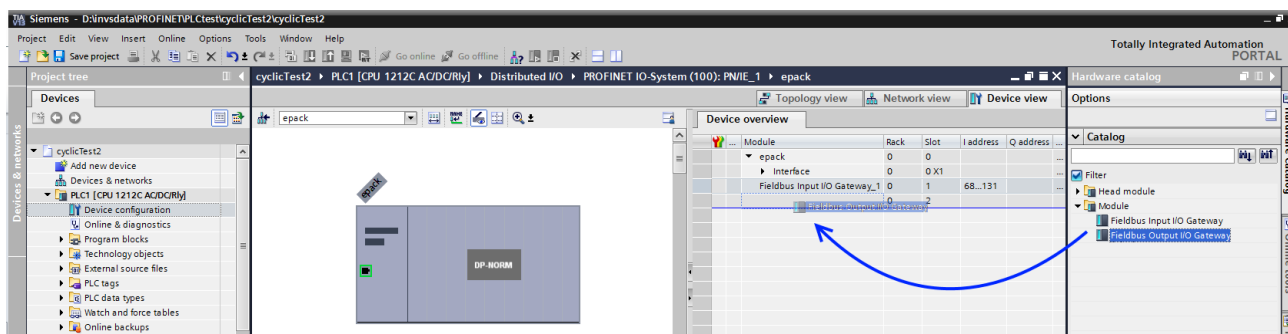 Siemens - D:\invsdata\PROFINET\PLCtest\cyclicTest2\cyclicTest2
Project Edit View Insert Online Options Tools Window Help
Totally Integrated Automation
PORTAL
Save project Go online Go offline
Project tree
cyclicTest2 PLC1 [CPU 1212C AC/DC/Rly] Distributed I/O PROFINET IO-System (100): PN/IE_1 epack
Hardware catalog
Devices
Topology view Network view Device view
Options
epack
Device overview
Module Rack Slot I address Q address ...
Catalog
cyclicTest2
Add new device
Devices & networks
PLC1 [CPU 1212C AC/DC/Rly]
Device configuration
Online & diagnostics
Program blocks
Technology objects
External source files
PLC tags
PLC data types
Watch and force tables
Online backups
epack
DP-NORM
epack 0 0
Interface 0 0 X1
Fieldbus Input I/O Gateway_1 0 1 68...131
0 2
Fieldbus Output I/O Gateway
Filter
Head module
Module
Fieldbus Input I/O Gateway
Fieldbus Output I/O Gateway
Devices & networks
Hardware catalog